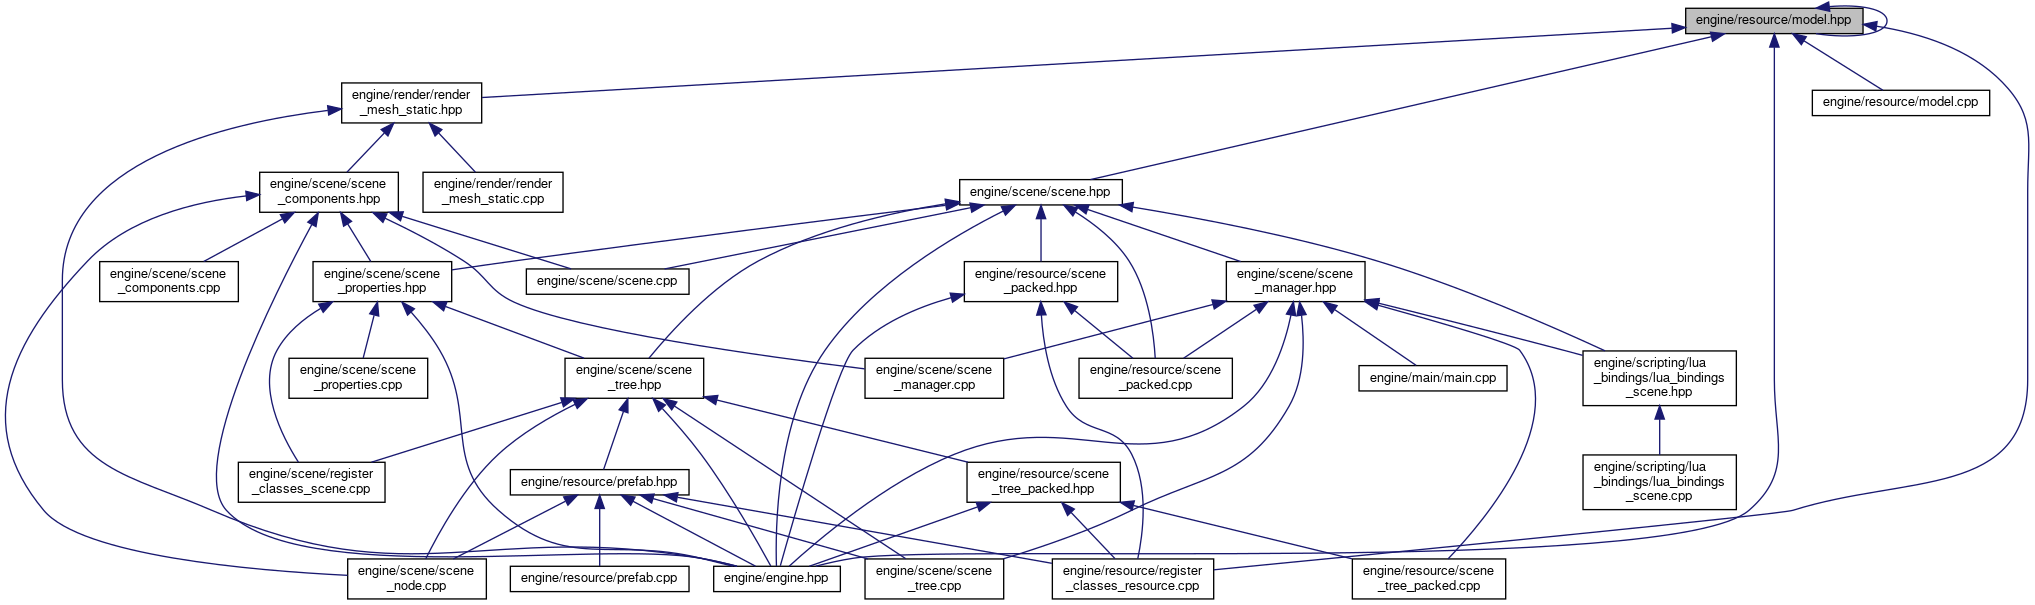 engine/resource/model.hpp
engine/render/render
_mesh_static.hpp
engine/resource/model.cpp
engine/scene/scene
_components.hpp
engine/render/render
_mesh_static.cpp
engine/scene/scene.hpp
engine/scene/scene
_components.cpp
engine/scene/scene
_properties.hpp
engine/scene/scene.cpp
engine/resource/scene
_packed.hpp
engine/scene/scene
_manager.hpp
engine/scene/scene
_properties.cpp
engine/scene/scene
_tree.hpp
engine/scene/scene
_manager.cpp
engine/resource/scene
_packed.cpp
engine/main/main.cpp
engine/scripting/lua
_bindings/lua_bindings
_scene.hpp
engine/scene/register
_classes_scene.cpp
engine/resource/prefab.hpp
engine/resource/scene
_tree_packed.hpp
engine/scripting/lua
_bindings/lua_bindings
_scene.cpp
engine/scene/scene
_node.cpp
engine/resource/prefab.cpp
engine/engine.hpp
engine/scene/scene
_tree.cpp
engine/resource/register
_classes_resource.cpp
engine/resource/scene
_tree_packed.cpp